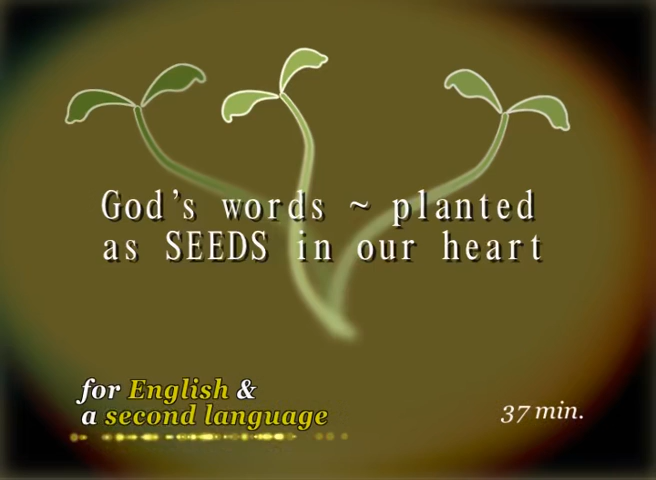 God's words ~ planted
as SEEDS in our heart
for English &
a second language
37 min.